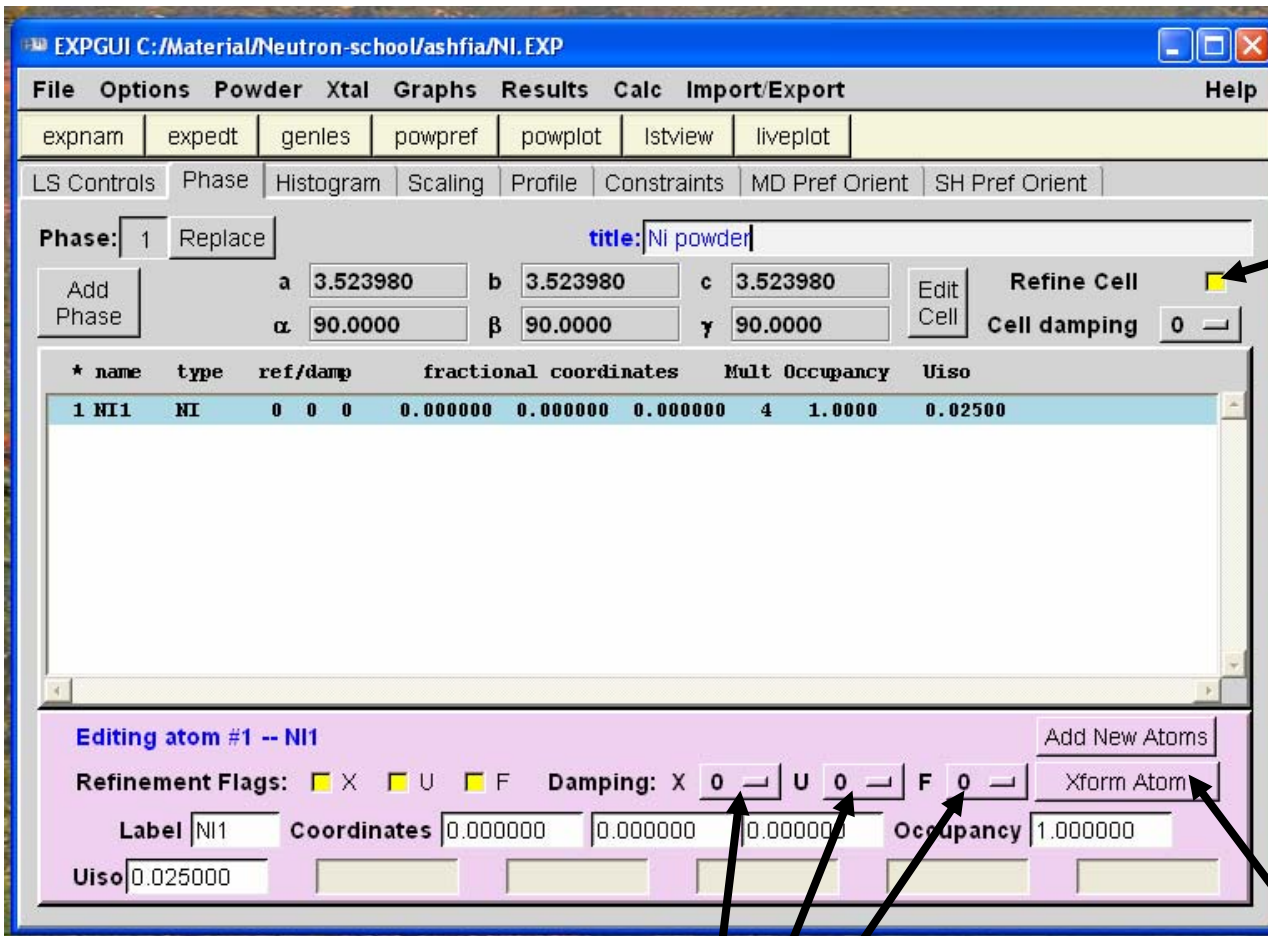 EXPGUI C:/Material/Neutron-school/ashfia/NI.EXP
File Options Powder Xtal Graphs Results Calc Import/Export Help
expnam expedt genles powpref powplot lstview liveplot
LS Controls Phase Histogram Scaling Profile Constraints MD Pref Orient SH Pref Orient
Phase: 1 Replace title: Ni powder
Add Phase a 3.523980 b 3.523980 c 3.523980 Edit Cell Refine Cell
α 90.0000 β 90.0000 γ 90.0000 Cell damping 0
* name type ref/damp fractional coordinates Mult Occupancy Uiso
1 NI1 NI 0 0 0 0.000000 0.000000 0.000000 4 1.0000 0.02500
Editing atom #1 -- NI1 Add New Atoms
Refinement Flags: X U F Damping: X 0 U 0 F 0 Xform Atom
Label NI1 Coordinates 0.000000 0.000000 0.000000 Occupancy 1.000000
Uiso 0.025000